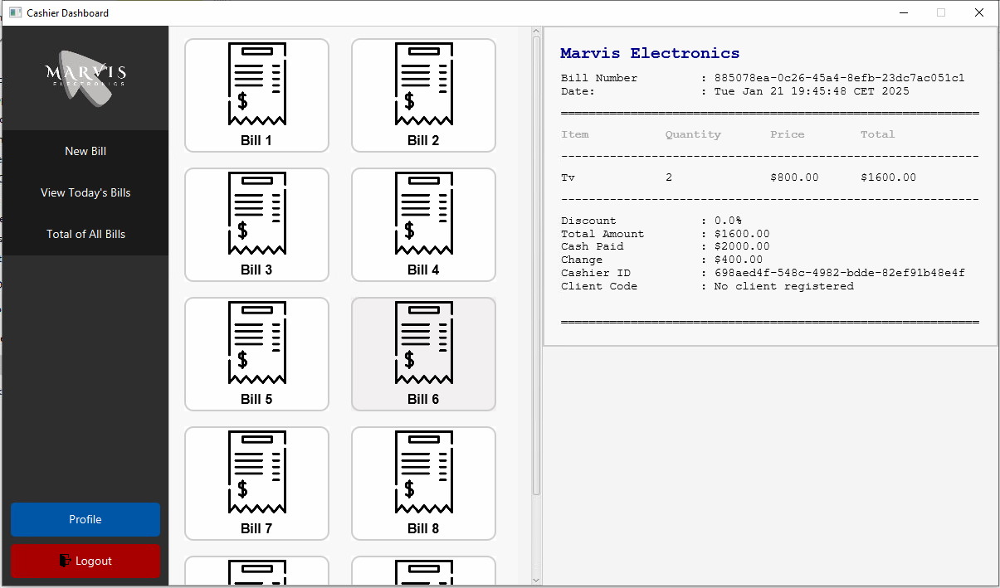 Cashier Dashboard
MARVIS
ELECTRONICS
New Bill
View Today's Bills
Total of All Bills
Profile
Logout
$ $
Bill 1 Bill 2
$ $
Bill 3 Bill 4
$ $
Bill 5 Bill 6
$ $
Bill 7 Bill 8
Marvis Electronics
Bill Number : 885078ea-0c26-45a4-8efb-23dc7ac051c1
Date: : Tue Jan 21 19:45:48 CET 2025
Item Quantity Price Total
Tv 2 $800.00 $1600.00
Discount : 0.0%
Total Amount : $1600.00
Cash Paid : $2000.00
Change : $400.00
Cashier ID : 698aed4f-548c-4982-bdde-82ef91b48e4f
Client Code : No client registered